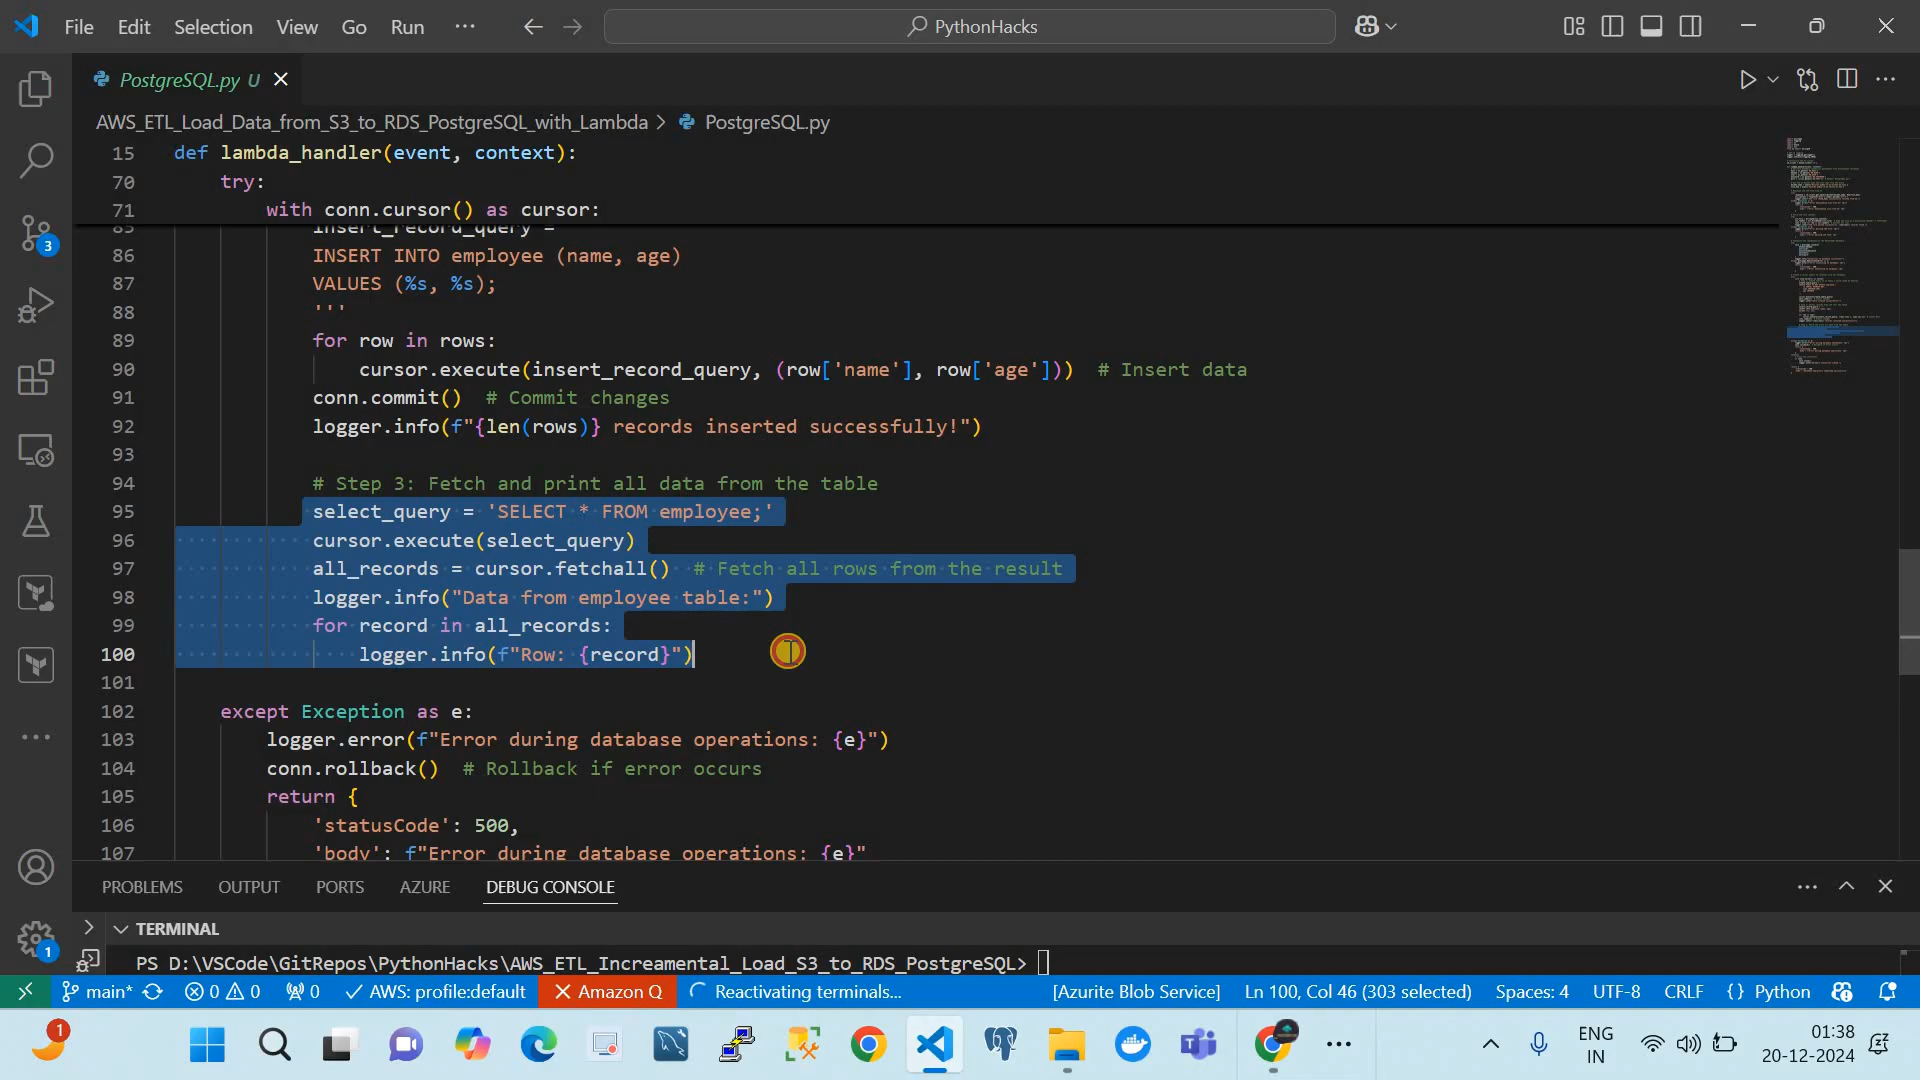 File Edit Selection View Go Run ··· PythonHacks
PostgreSQL.py U
AWS_ETL_Load_Data_from_S3_to_RDS_PostgreSQL_with_Lambda > PostgreSQL.py
15 def lambda_handler(event, context):
70 try:
71 with conn.cursor() as cursor:
85 insert_record_query =
86 INSERT INTO employee (name, age)
87 VALUES (%s, %s);
88 '''
89 for row in rows:
90 cursor.execute(insert_record_query, (row['name'], row['age'])) # Insert data
91 conn.commit() # Commit changes
92 logger.info(f"{len(rows)} records inserted successfully!")
93
94 # Step 3: Fetch and print all data from the table
95 select_query = 'SELECT * FROM employee;'
96 cursor.execute(select_query)
97 all_records = cursor.fetchall() # Fetch all rows from the result
98 logger.info("Data from employee table:")
99 for record in all_records:
100 logger.info(f"Row: {record}")
101
102 except Exception as e:
103 logger.error(f"Error during database operations: {e}")
104 conn.rollback() # Rollback if error occurs
105 return {
106 'statusCode': 500,
107 'body': f"Error during database operations: {e}"
3
1
PROBLEMS OUTPUT PORTS AZURE DEBUG CONSOLE
TERMINAL
PS D:\VSCode\GitRepos\PythonHacks\AWS_ETL_Increamental_Load_S3_to_RDS_PostgreSQL>
main* 0 0 0 AWS: profile:default Amazon Q Reactivating terminals... [Azurite Blob Service] Ln 100, Col 46 (303 selected) Spaces: 4 UTF-8 CRLF {} Python
1
ENG
IN
01:38
20-12-2024